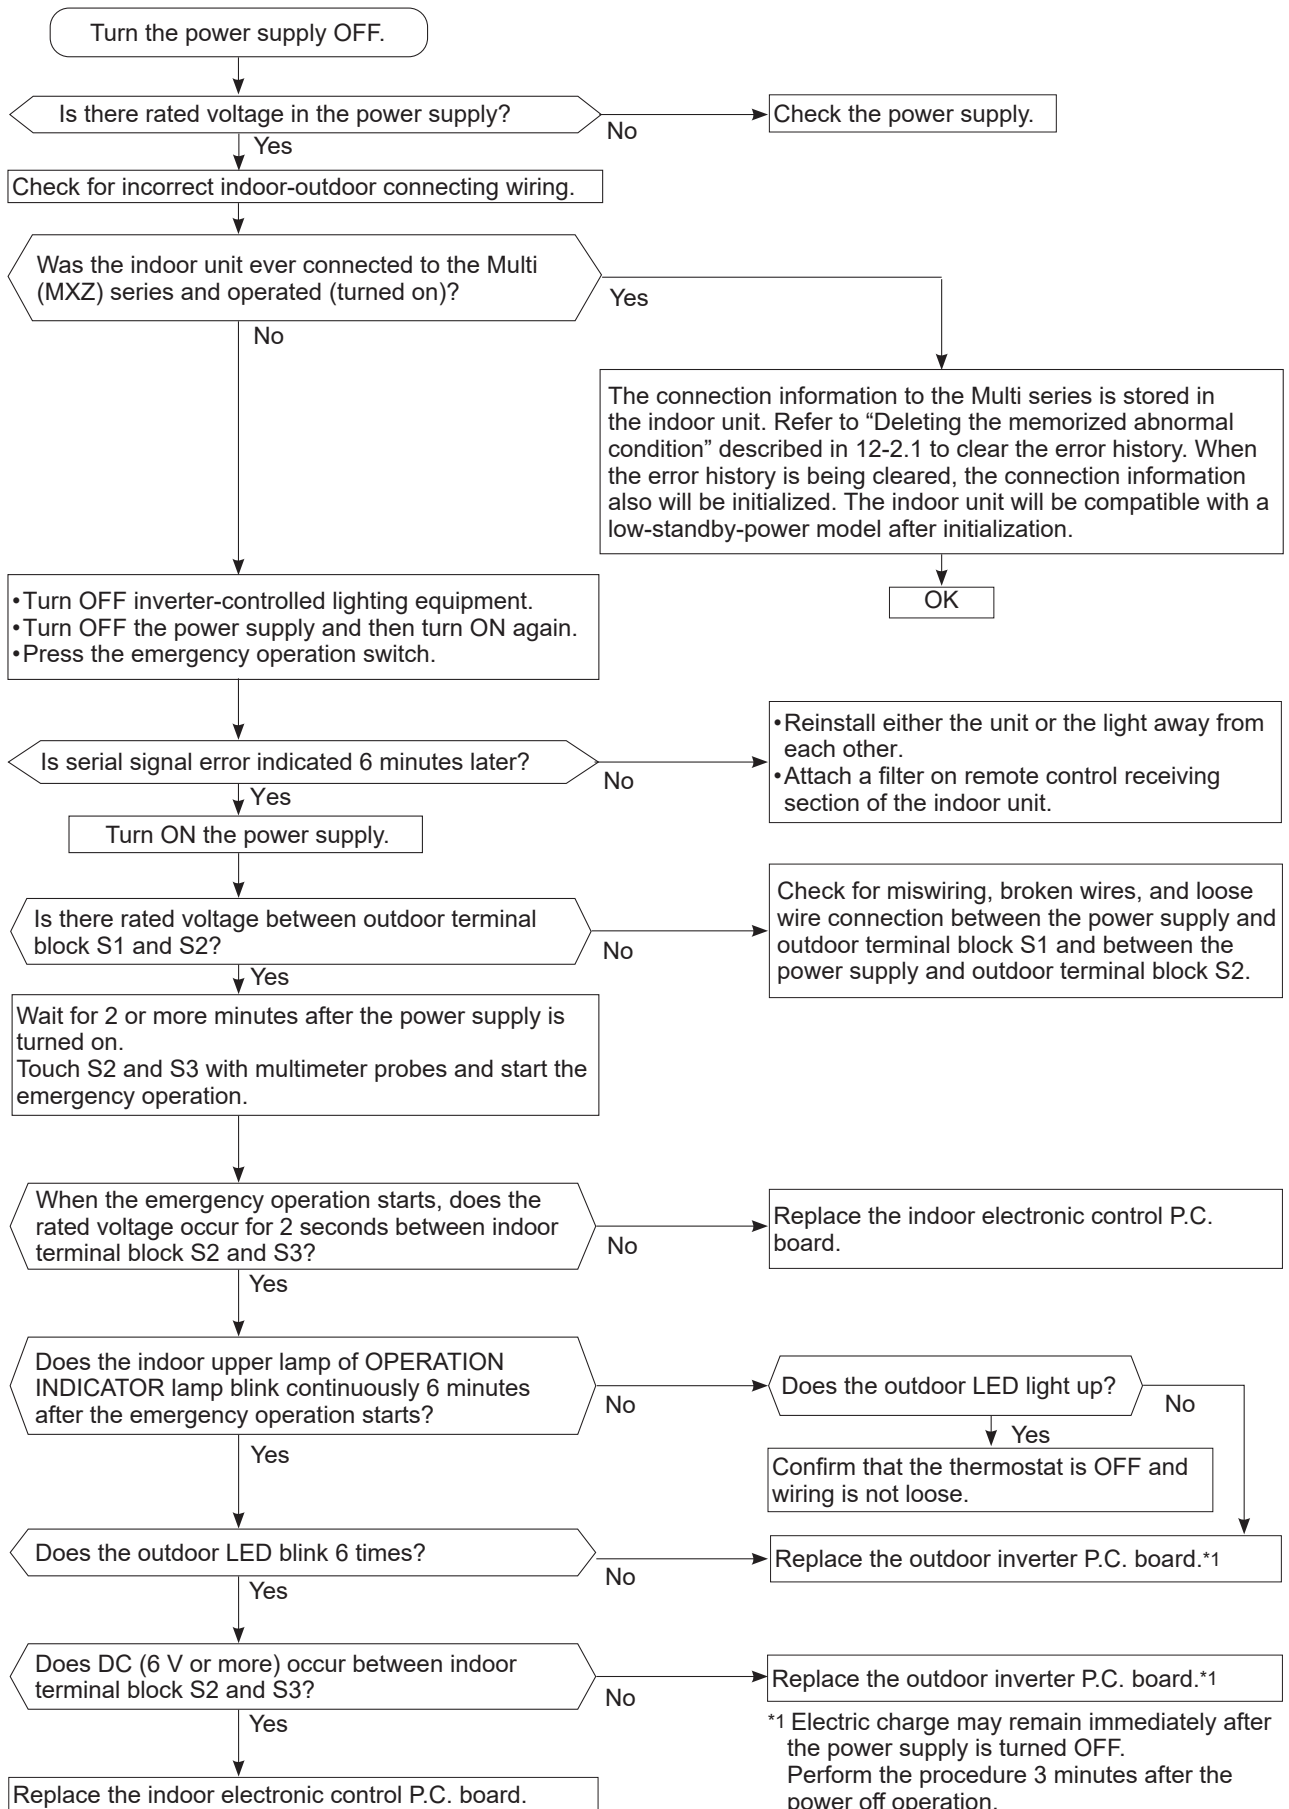 Turn the power supply OFF.
Is there rated voltage in the power supply?
No
Check the power supply.
Yes
Check for incorrect indoor-outdoor connecting wiring.
Was the indoor unit ever connected to the Multi
(MXZ) series and operated (turned on)?
Yes
No
The connection information to the Multi series is stored in
the indoor unit. Refer to “Deleting the memorized abnormal
condition” described in 12-2.1 to clear the error history. When
the error history is being cleared, the connection information
also will be initialized. The indoor unit will be compatible with a
low-standby-power model after initialization.
OK
•Turn OFF inverter-controlled lighting equipment.
•Turn OFF the power supply and then turn ON again.
•Press the emergency operation switch.
Is serial signal error indicated 6 minutes later?
No
•Reinstall either the unit or the light away from
each other.
•Attach a filter on remote control receiving
section of the indoor unit.
Yes
Turn ON the power supply.
Is there rated voltage between outdoor terminal
block S1 and S2?
No
Check for miswiring, broken wires, and loose
wire connection between the power supply and
outdoor terminal block S1 and between the
power supply and outdoor terminal block S2.
Yes
Wait for 2 or more minutes after the power supply is
turned on.
Touch S2 and S3 with multimeter probes and start the
emergency operation.
When the emergency operation starts, does the
rated voltage occur for 2 seconds between indoor
terminal block S2 and S3?
No
Replace the indoor electronic control P.C.
board.
Yes
Does the indoor upper lamp of OPERATION
INDICATOR lamp blink continuously 6 minutes
after the emergency operation starts?
No
Does the outdoor LED light up?
No
Yes
Confirm that the thermostat is OFF and
wiring is not loose.
Yes
Does the outdoor LED blink 6 times?
No
Replace the outdoor inverter P.C. board.*1
Yes
Does DC (6 V or more) occur between indoor
terminal block S2 and S3?
No
Replace the outdoor inverter P.C. board.*1
Yes
Replace the indoor electronic control P.C. board.
*1 Electric charge may remain immediately after
the power supply is turned OFF.
Perform the procedure 3 minutes after the
power off operation.